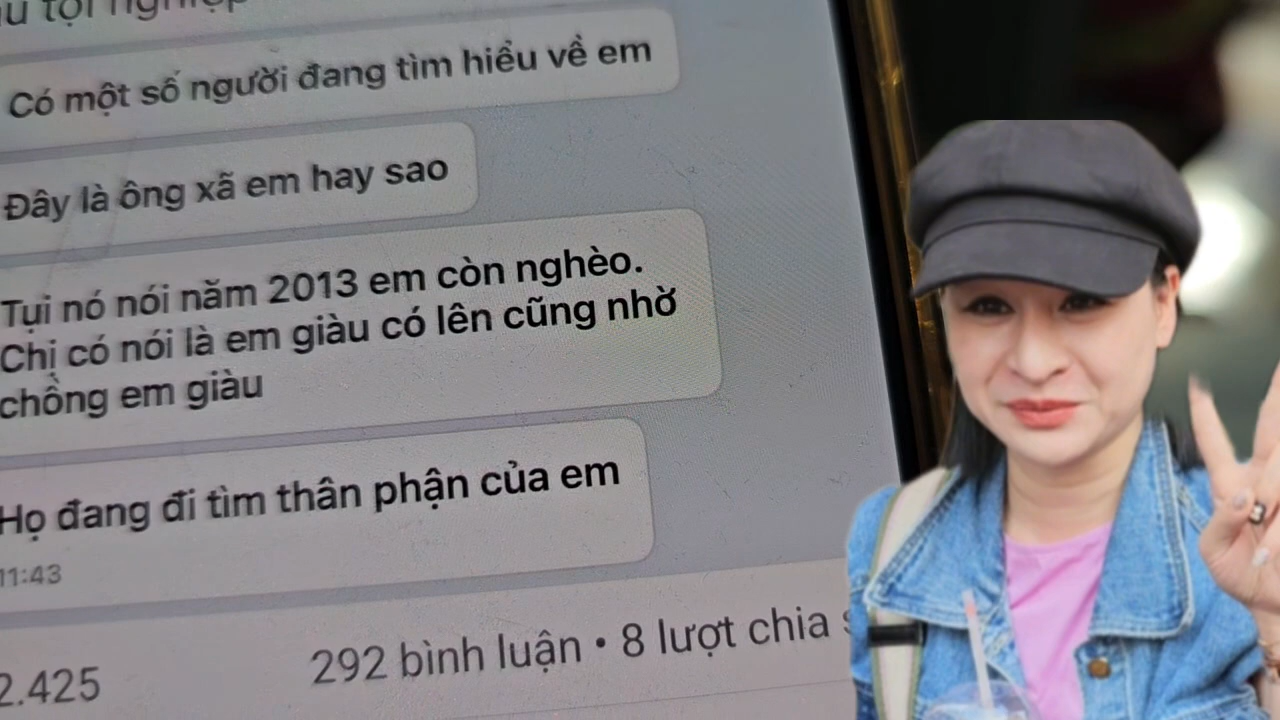 tội nghiệp
Có một số người đang tìm hiểu về em
Đây là ông xã em hay sao
Tụi nó nói năm 2013 em còn nghèo.
Chị có nói là em giàu có lên cũng nhờ
chồng em giàu
Họ đang đi tìm thân phận của em
11:43
2.425
292 bình luận • 8 lượt chia